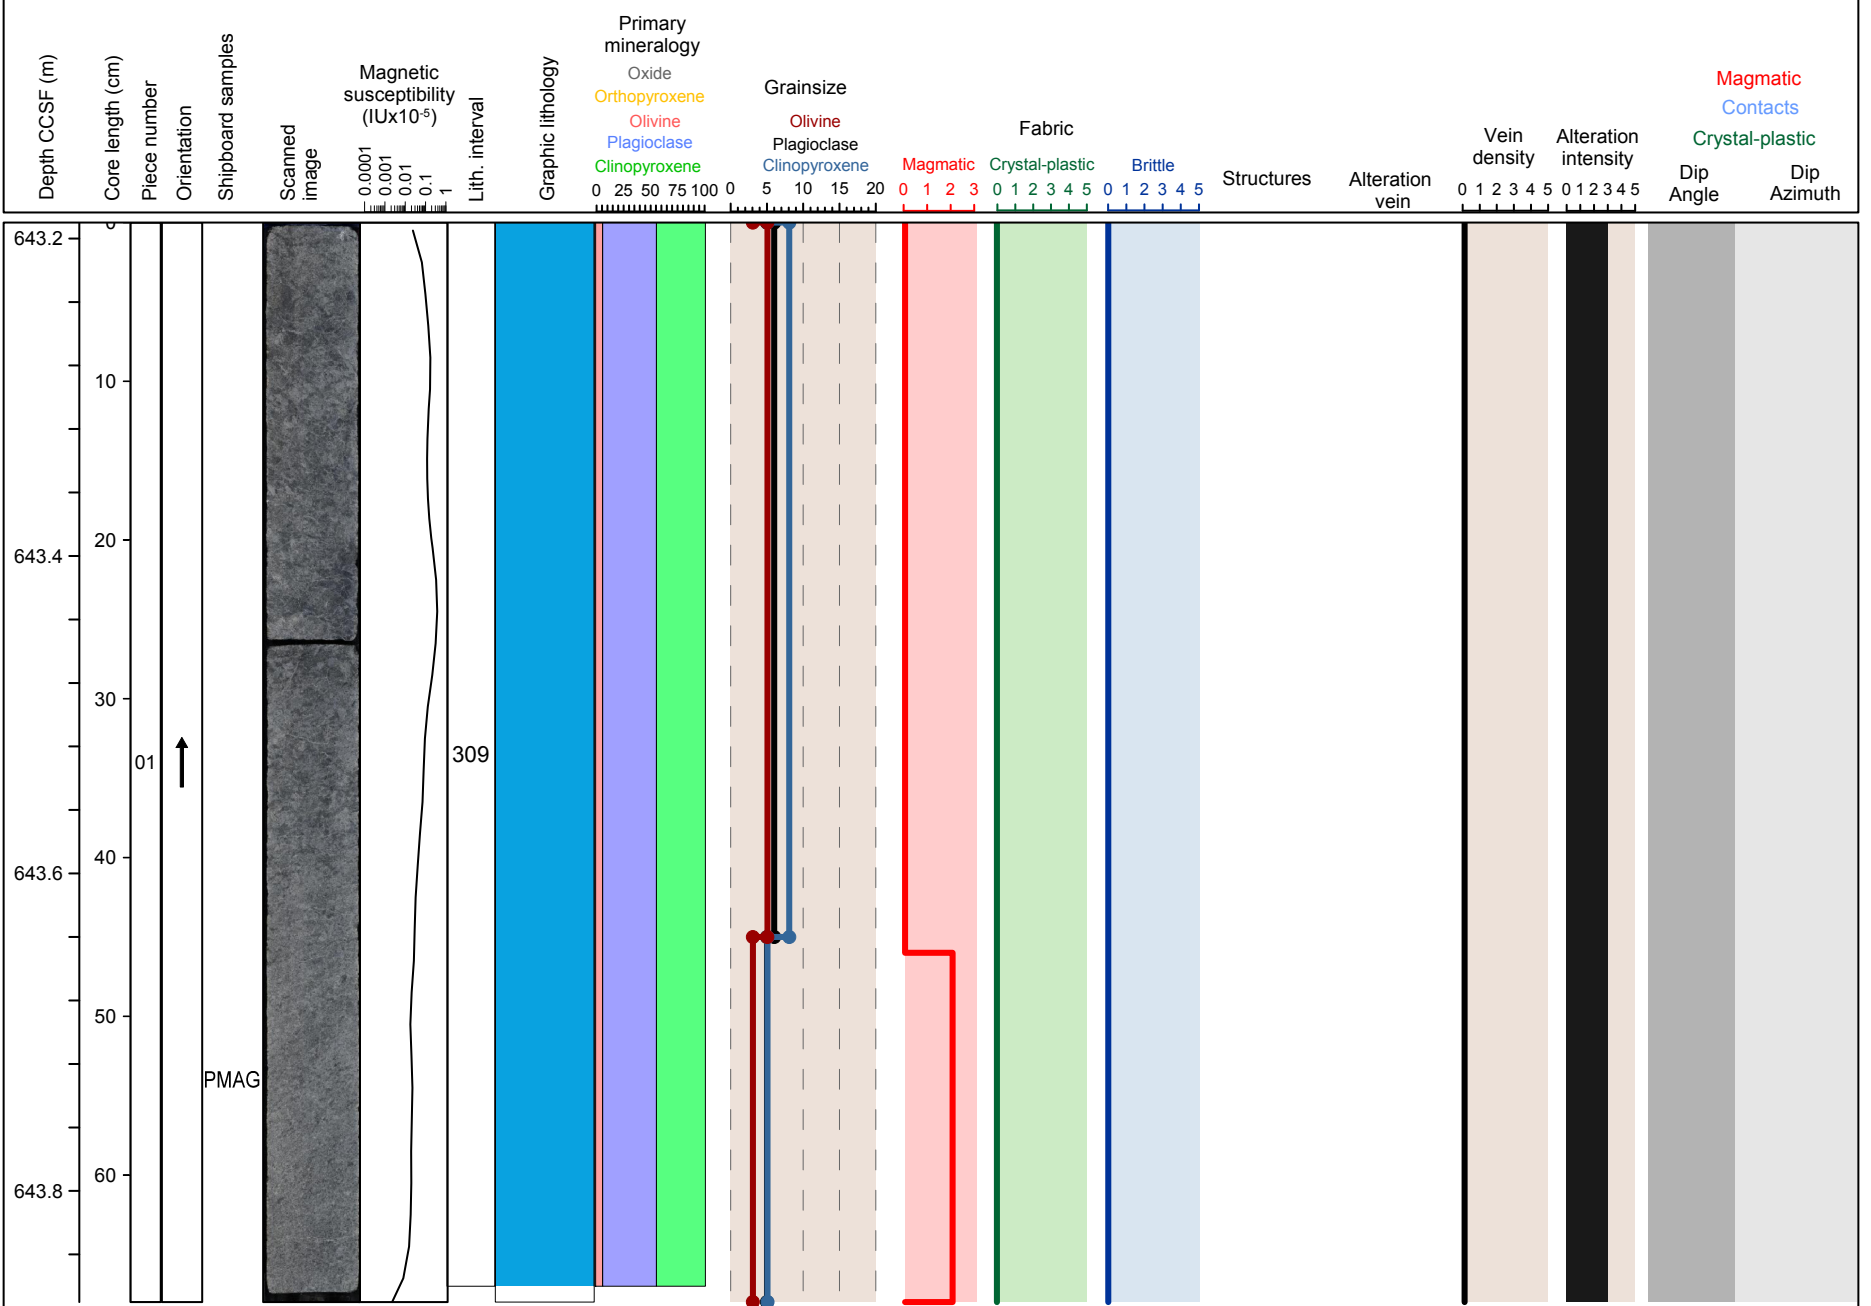 Depth CCSF (m)
Core length (cm)
Piece number
Orientation
Shipboard samples
Scanned
image
Magnetic
susceptibility
(IUx10-5)
0.0001
0.001
0.01
0.1
1
Lith. interval
Graphic lithology
Primary
mineralogy
Oxide
Orthopyroxene
Olivine
Plagioclase
Clinopyroxene
0 25 50 75 100
Grainsize
Olivine
Plagioclase
Clinopyroxene
0 5 10 15 20
Fabric
Magmatic
0 1 2 3
Crystal-plastic
0 1 2 3 4 5
Brittle
0 1 2 3 4 5
Structures
Alteration
vein
Vein
density
0 1 2 3 4 5
Alteration
intensity
0 1 2 3 4 5
Magmatic
Contacts
Crystal-plastic
Dip
Angle
Dip
Azimuth
643.2
643.4
643.6
643.8
0
10
20
30
40
50
60
01
PMAG
309